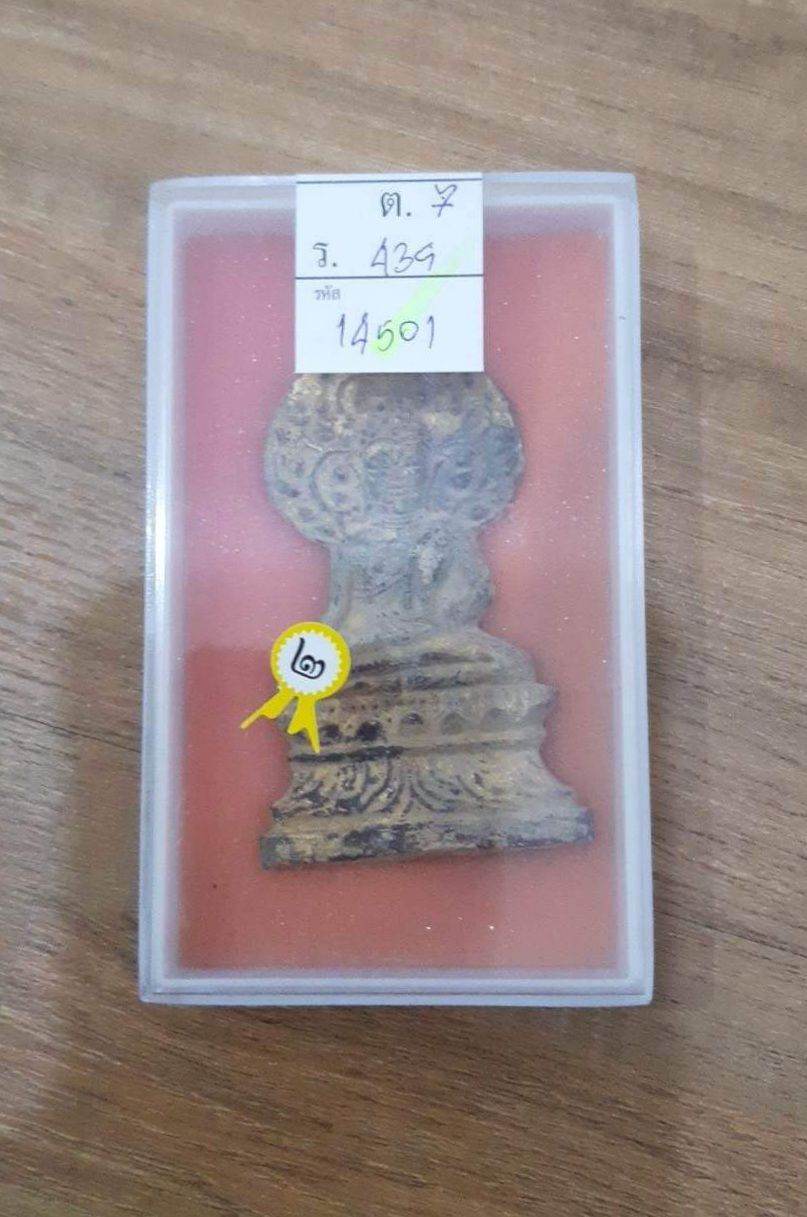 ต. 7
ร. 439
รหัส
14501
๒